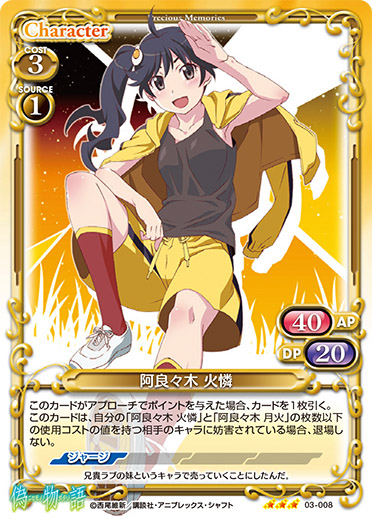 Precious Memories
Character
COST
3
SOURCE
1
40 AP
DP 20
阿良々木 火憐
このカードがアプローチでポイントを与えた場合、カードを1枚引く。
このカードは、自分の「阿良々木 火憐」と「阿良々木 月火」の枚数以下
の使用コストの値を持つ相手のキャラに妨害されている場合、退場し
ない。
ジャージ
兄貴ラブの妹というキャラで売っていくことにしたんだ。
偽物語
©西尾維新／講談社・アニプレックス・シャフト
★★★ 03-008